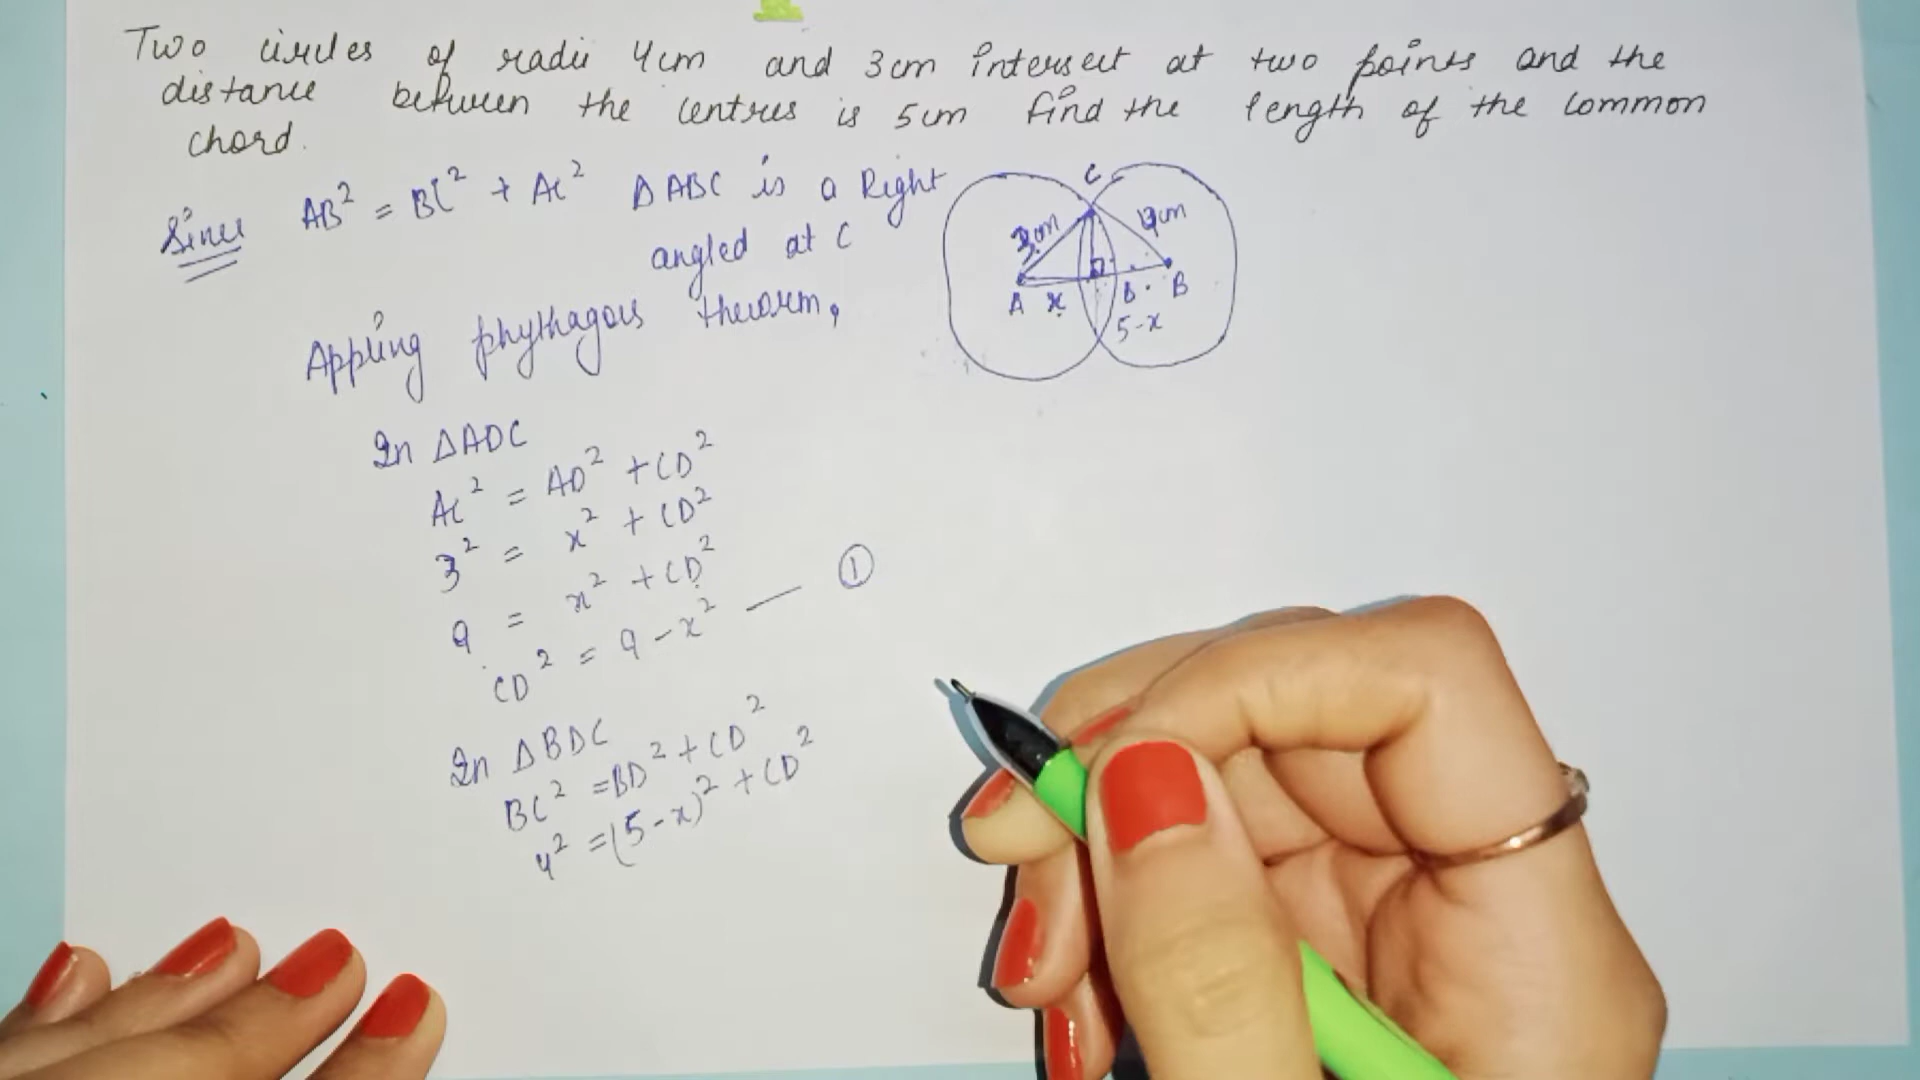 Two circles of radii 4cm and 3cm intersect at two points and the
distance between the centres is 5cm find the length of the common
chord.
Since AB² = BC² + AC² Δ ABC is a Right
angled at C
Appling phythagous theorm,
C
3cm
4cm
A x B
5-x
In ΔADC
AC² = AD² + CD²
3² = x² + CD²
9 = x² + CD²
CD² = 9 - x² — ①
In ΔBDC
BC² = BD² + CD²
4² = (5-x)² + CD²